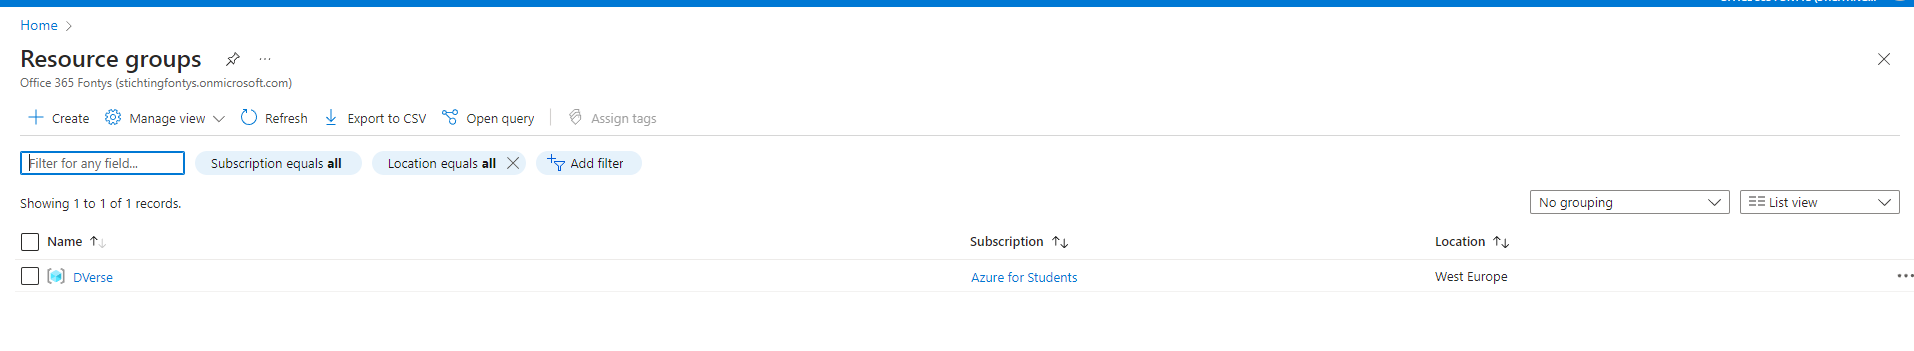 Home
Resource groups
Office 365 Fontys (stichtingfontys.onmicrosoft.com)
Create Manage view Refresh Export to CSV Open query Assign tags
Filter for any field... Subscription equals all Location equals all Add filter
Showing 1 to 1 of 1 records. No grouping List view
Name Subscription Location
DVerse Azure for Students West Europe